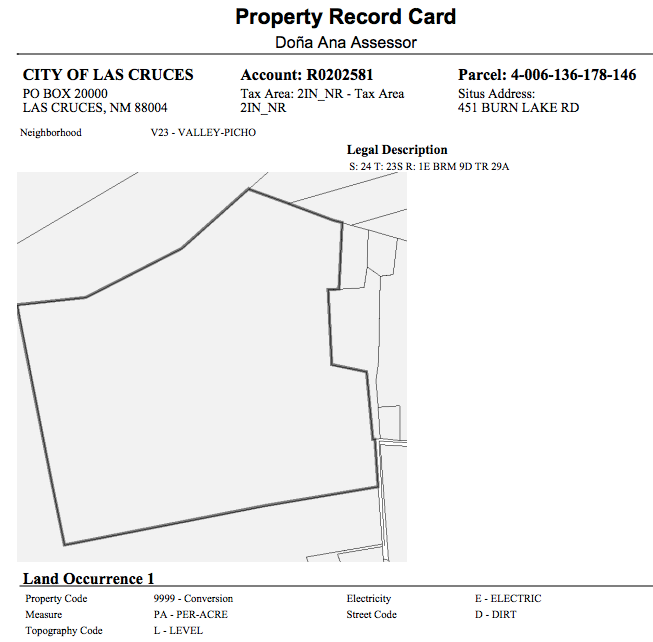 Property Record Card
Doña Ana Assessor
CITY OF LAS CRUCES
PO BOX 20000
LAS CRUCES, NM 88004
Account: R0202581
Tax Area: 2IN_NR - Tax Area
2IN_NR
Parcel: 4-006-136-178-146
Situs Address:
451 BURN LAKE RD
Neighborhood V23 - VALLEY-PICHO
Legal Description
S: 24 T: 23S R: 1E BRM 9D TR 29A
Land Occurrence 1
Property Code 9999 - Conversion Electricity E - ELECTRIC
Measure PA - PER-ACRE Street Code D - DIRT
Topography Code L - LEVEL